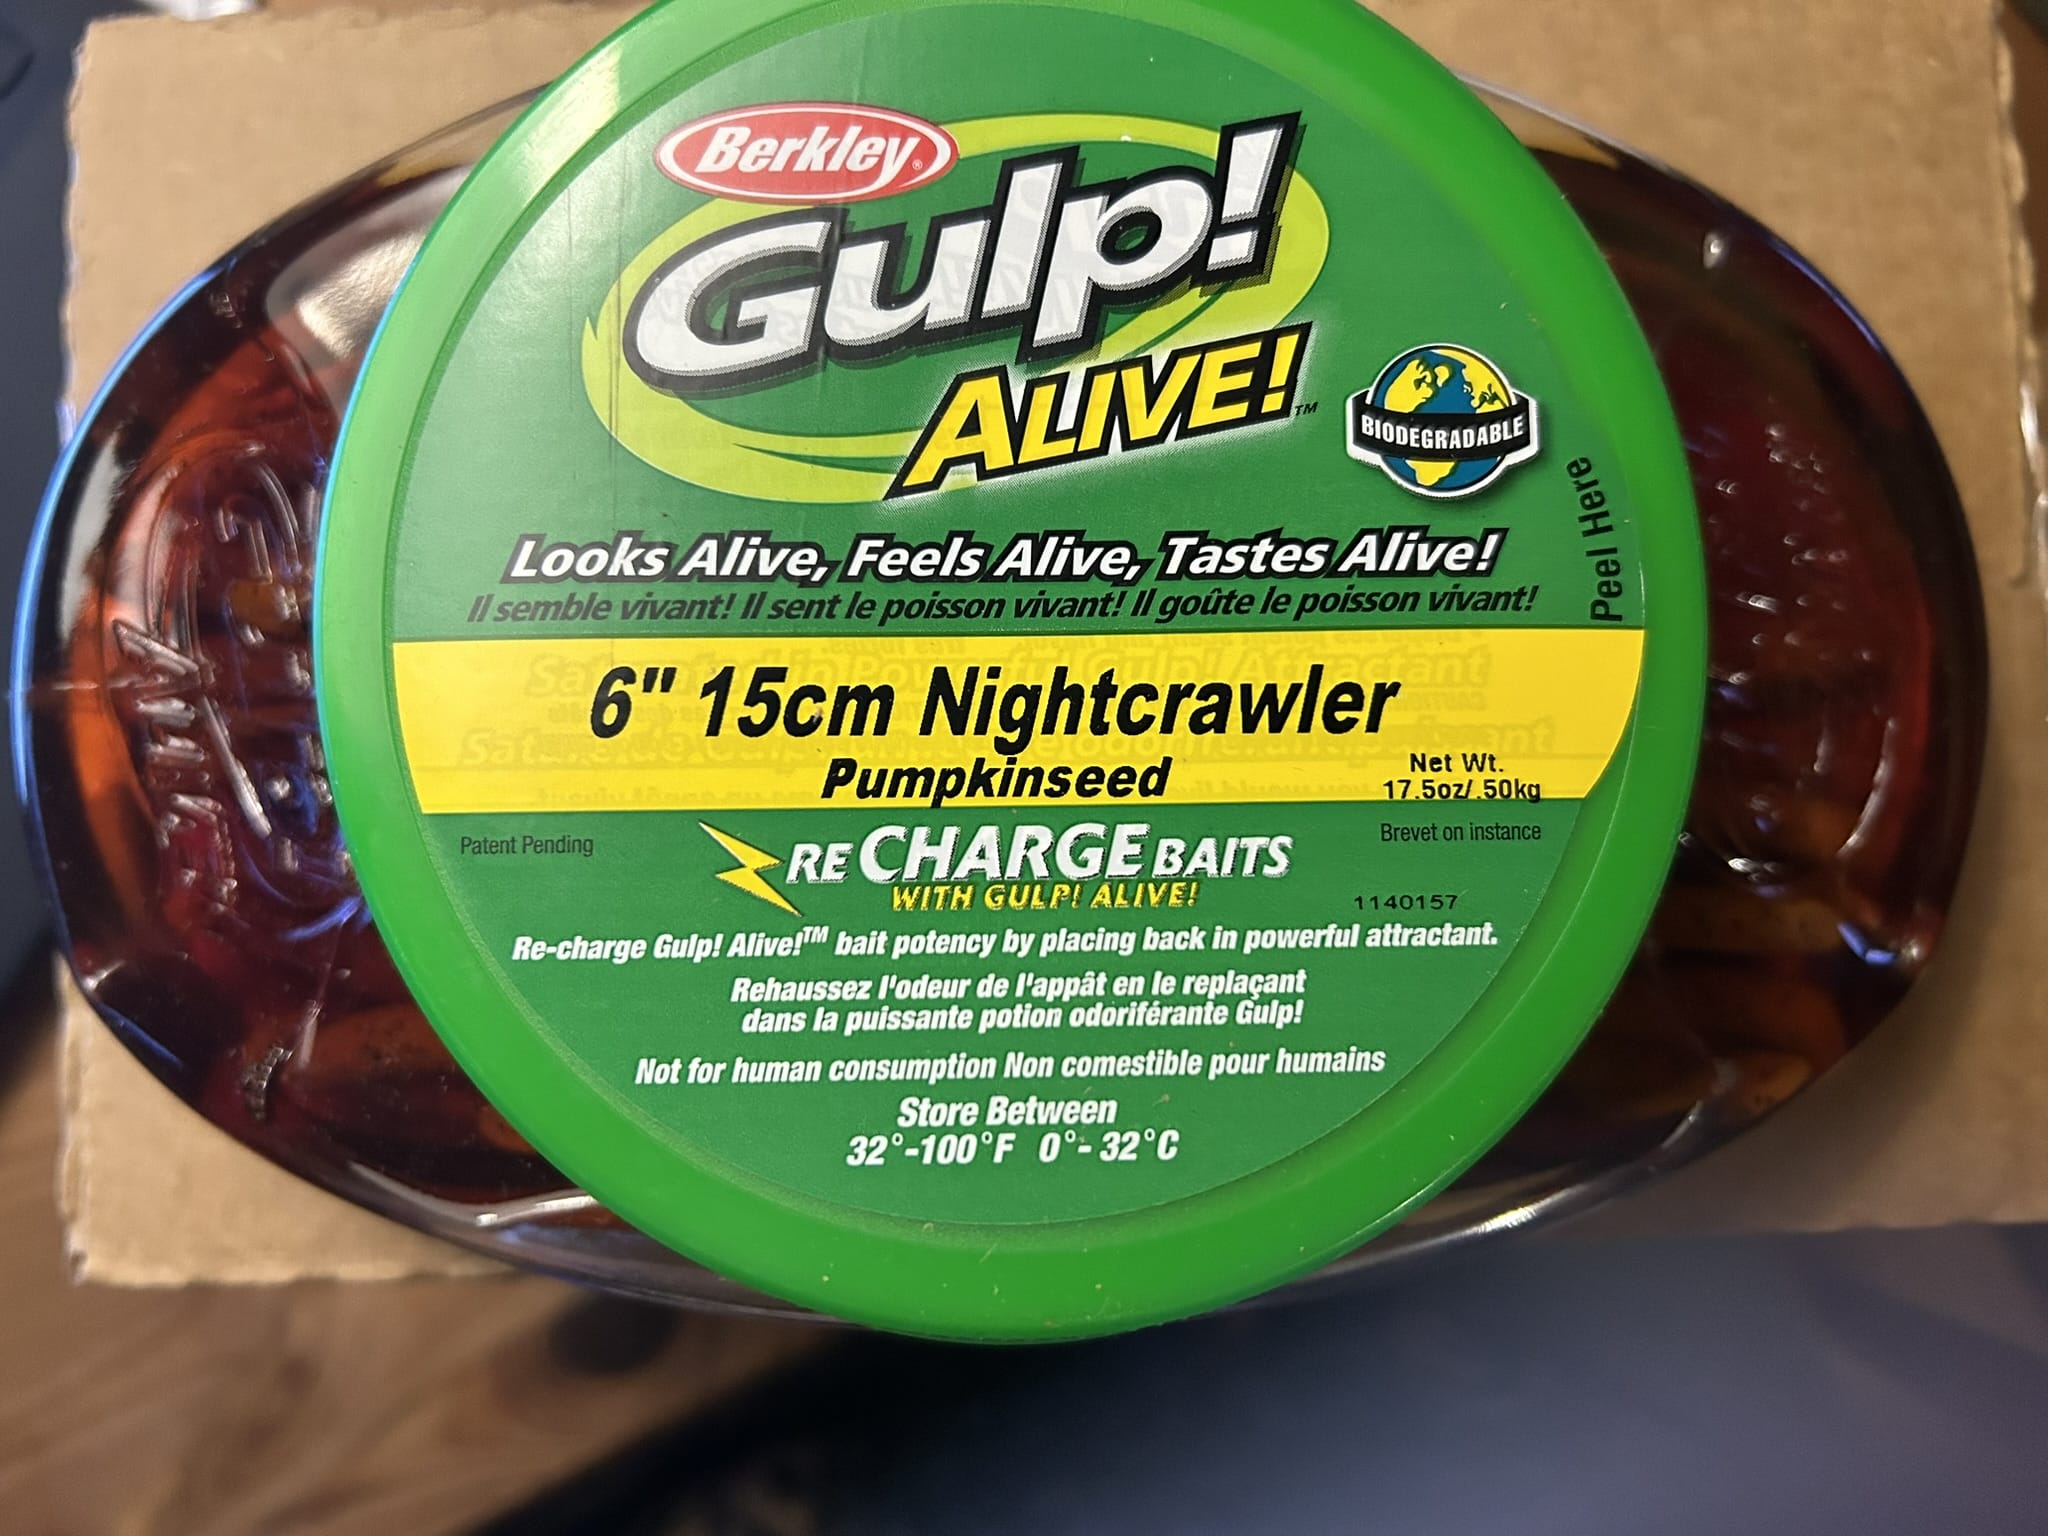 Berkley®
Gulp!
ALIVE!™
BIODEGRADABLE
Peel Here
Looks Alive, Feels Alive, Tastes Alive!
Il semble vivant! Il sent le poisson vivant! Il goûte le poisson vivant!
6" 15cm Nightcrawler
Pumpkinseed
Net Wt.
17.5oz/.50kg
Patent Pending
Brevet on instance
RECHARGE BAITS
WITH GULP! ALIVE!
1140157
Re-charge Gulp! Alive!™ bait potency by placing back in powerful attractant.
Rehaussez l'odeur de l'appât en le replaçant
dans la puissante potion odoriférante Gulp!
Not for human consumption Non comestible pour humains
Store Between
32°-100°F 0°- 32°C